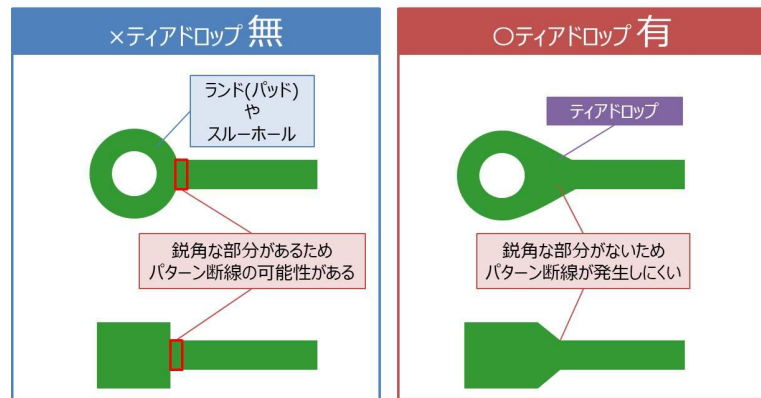 ×ティアドロップ 無
ランド(パッド)
や
スルーホール
鋭角な部分があるため
パターン断線の可能性がある
○ティアドロップ 有
ティアドロップ
鋭角な部分がないため
パターン断線が発生しにくい